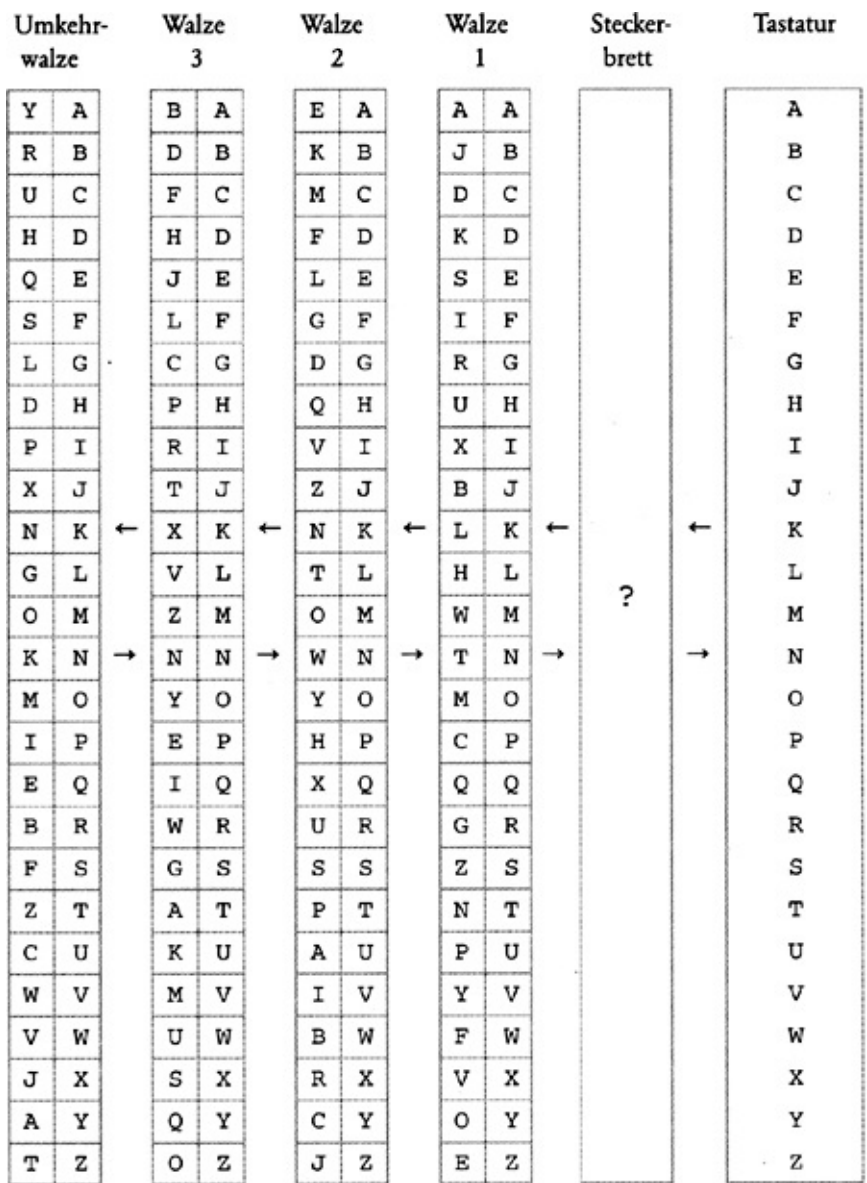 Umkehr- Walze Walze Walze Stecker- Tastatur
walze 3 2 1 brett
Y A B A E A A A A
R B D B K B J B B
U C F C M C D C C
H D H D F D K D D
Q E J E L E S E E
S F L F G F I F F
L G C G D G R G G
D H P H Q H U H H
P I R I V I X I I
X J T J Z J B J J
N K ← X K ← N K ← L K ← ← K
G L V L T L H L L
? 
O M Z M O M W M M
K N → N N → W N → T N → → N
M O Y O Y O M O O
I P E P H P C P P
E Q I Q X Q Q Q Q
B R W R U R G R R
F S G S S S Z S S
Z T A T P T N T T
C U K U A U P U U
W V M V I V Y V V
V W U W B W F W W
J X S X R X V X X
A Y Q Y C Y O Y Y
T Z O Z J Z E Z Z